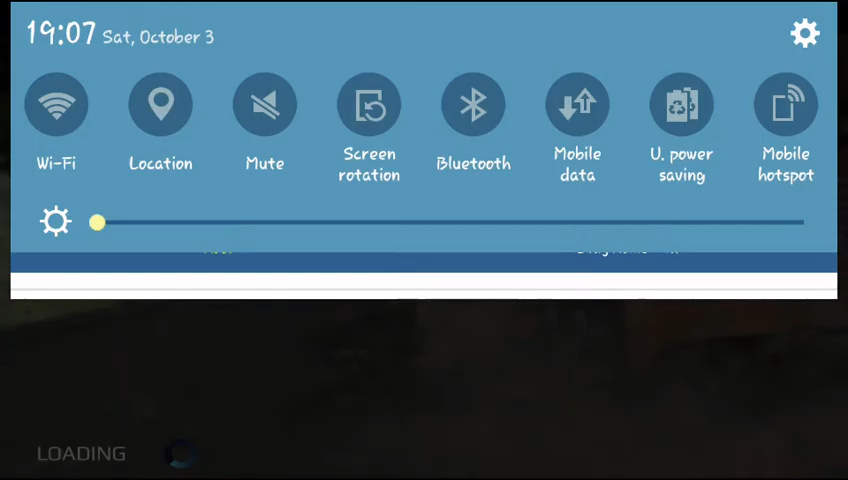 19:07 Sat, October 3
Wi-Fi
Location
Mute
Screen
rotation
Bluetooth
Mobile
data
U. power
saving
Mobile
hotspot
LOADING